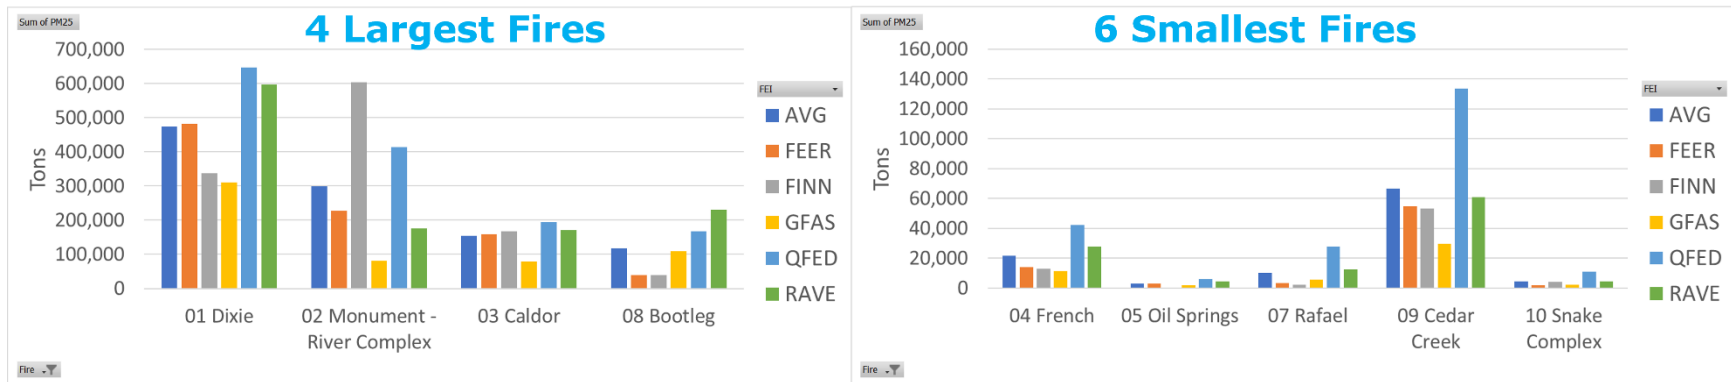 Sum of PM25
4 Largest Fires
700,000
600,000
500,000
400,000
300,000
200,000
100,000
0
Tons
01 Dixie
02 Monument -
River Complex
03 Caldor
08 Bootleg
FEI
AVG
FEER
FINN
GFAS
QFED
RAVE
Fire
Sum of PM25
6 Smallest Fires
160,000
140,000
120,000
100,000
80,000
60,000
40,000
20,000
0
Tons
04 French
05 Oil Springs
07 Rafael
09 Cedar
Creek
10 Snake
Complex
FEI
AVG
FEER
FINN
GFAS
QFED
RAVE
Fire